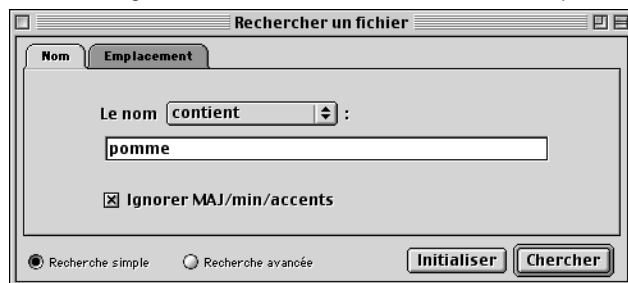 Rechercher un fichier
Nom Emplacement
Le nom contient :
pomme
Ignorer MAJ/min/accents
Recherche simple Recherche avancée Initialiser Chercher